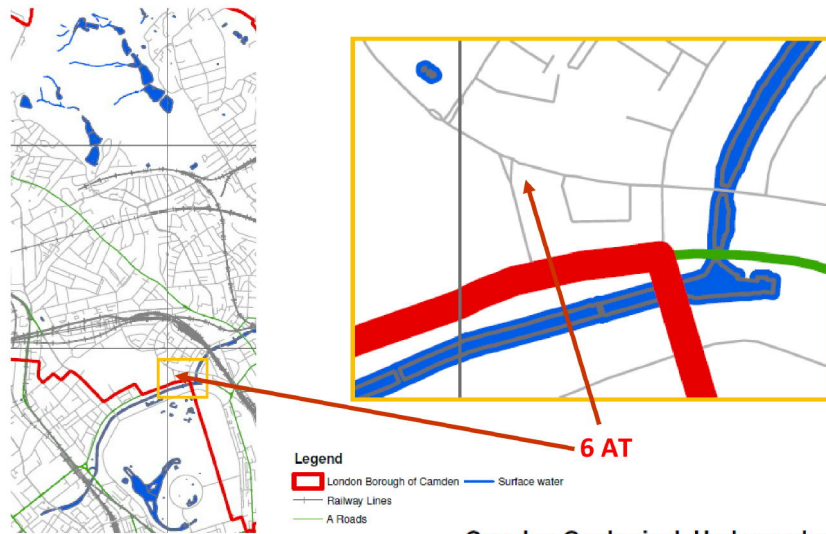 6 AT
Legend
London Borough of Camden
Surface water
Railway Lines
A Roads